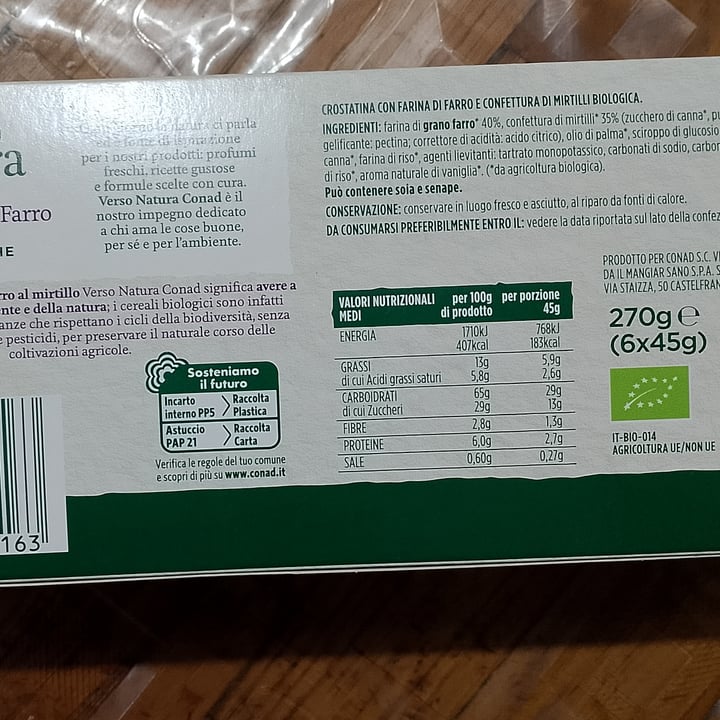 ra
Farro
HE
la natura ci parla
ed è fonte di ispirazione
per i nostri prodotti: profumi
freschi, ricette gustose
e formule scelte con cura.
Verso Natura Conad è il
nostro impegno dedicato
a chi ama le cose buone,
per sé e per l'ambiente.
rro al mirtillo Verso Natura Conad significa avere a
nte e della natura; i cereali biologici sono infatti
anze che rispettano i cicli della biodiversità, senza
e pesticidi, per preservare il naturale corso delle
coltivazioni agricole.
163
Sosteniamo
il futuro
Incarto
interno PP5
Raccolta
Plastica
Astuccio
PAP 21
Raccolta
Carta
Verifica le regole del tuo comune
e scopri di più su www.conad.it
CROSTATINA CON FARINA DI FARRO E CONFETTURA DI MIRTILLI BIOLOGICA.
INGREDIENTI: farina di grano farro* 40%, confettura di mirtilli* 35% (zucchero di canna*, pu
gelificante: pectina; correttore di acidità: acido citrico), olio di palma*, sciroppo di glucosio
canna*, farina di riso*, agenti lievitanti: tartrato monopotassico, carbonati di sodio, carbon
di riso*, aroma naturale di vaniglia*. (*da agricoltura biologica).
Può contenere soia e senape.
CONSERVAZIONE: conservare in luogo fresco e asciutto, al riparo da fonti di calore.
DA CONSUMARSI PREFERIBILMENTE ENTRO IL: vedere la data riportata sul lato della confez
VALORI NUTRIZIONALI MEDI per 100g di prodotto per porzione 45g
ENERGIA 1710kJ 768kJ
407kcal 183kcal
GRASSI 13g 5,9g
di cui Acidi grassi saturi 5,8g 2,6g
CARBOIDRATI 65g 29g
di cui Zuccheri 29g 13g
FIBRE 2,8g 1,3g
PROTEINE 6,0g 2,7g
SALE 0,60g 0,27g
PRODOTTO PER CONAD S.C. VI
DA IL MANGIAR SANO S.P.A. S
VIA STAIZZA, 50 CASTELFRAN
270g e
(6x45g)
IT-BIO-014
AGRICOLTURA UE/NON UE